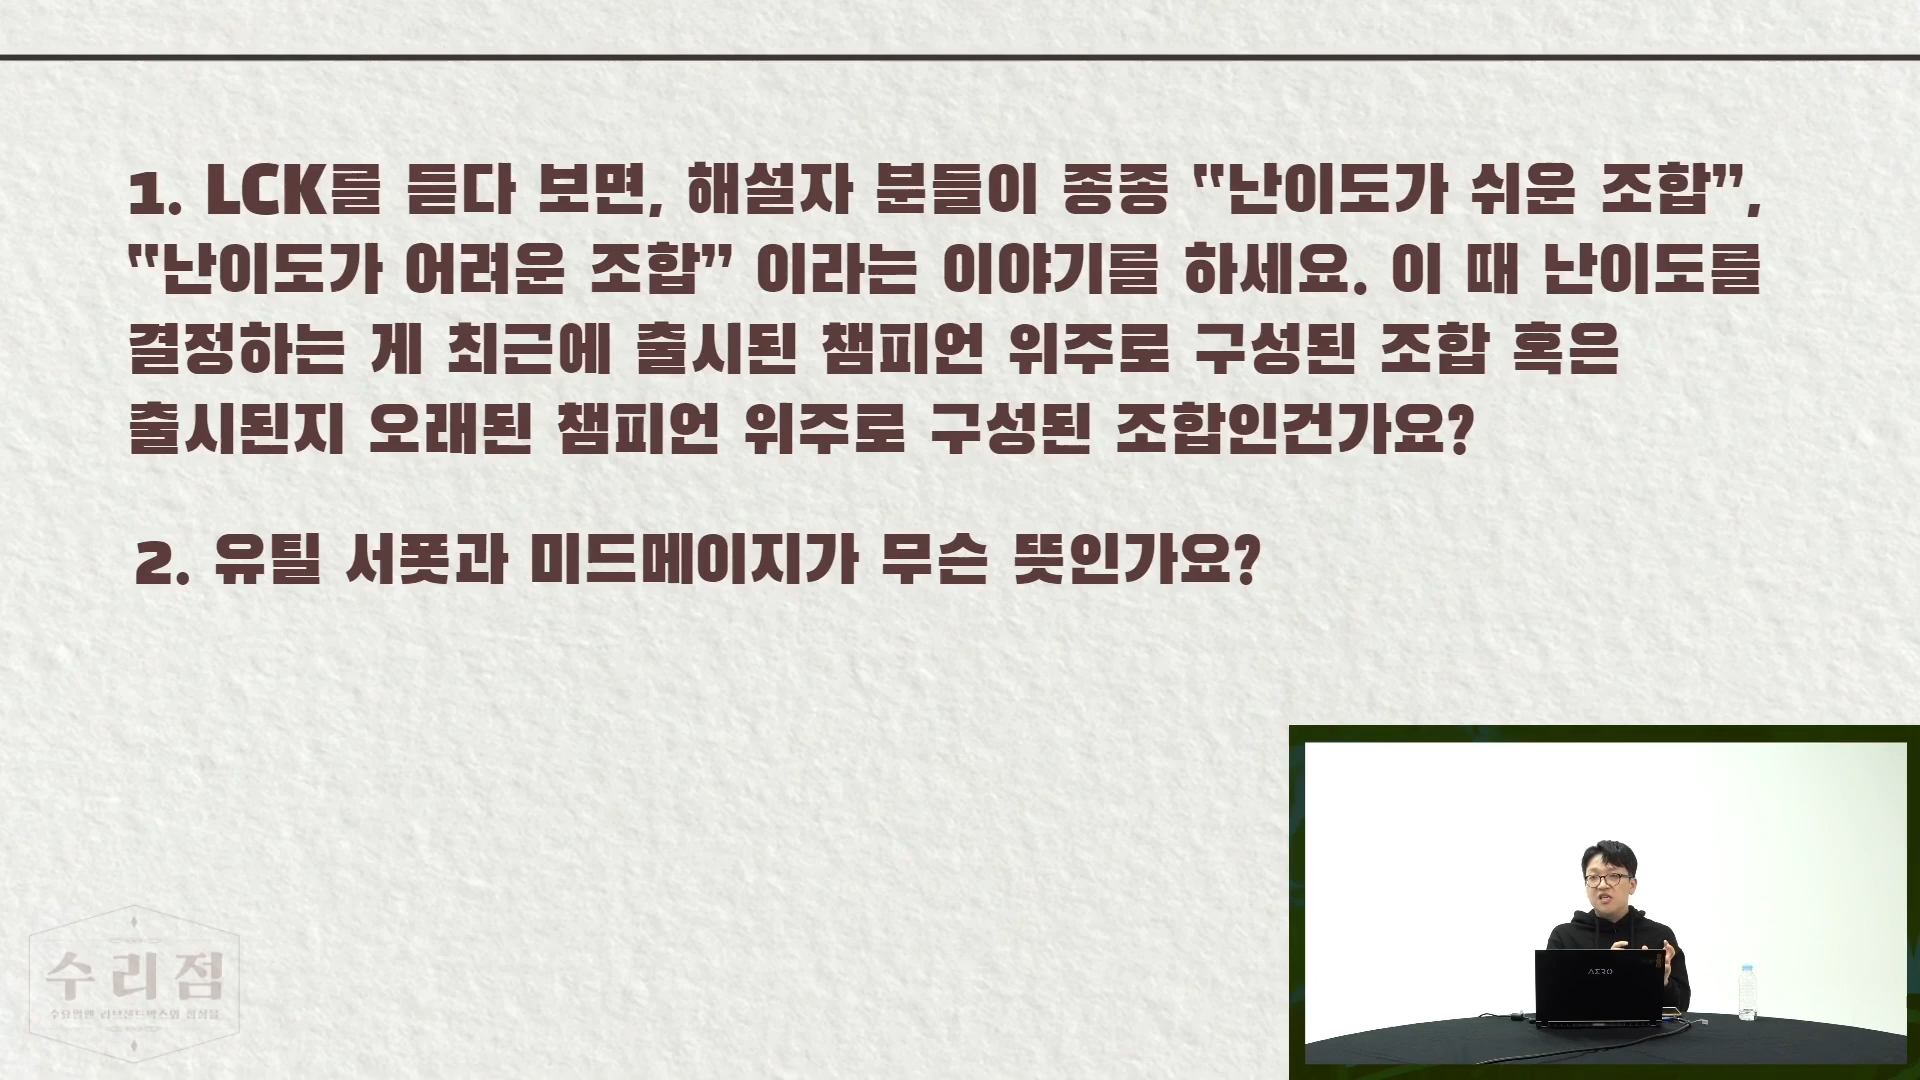 1. LCK를 듣다 보면, 해설자 분들이 종종 “난이도가 쉬운 조합”,
“난이도가 어려운 조합” 이라는 이야기를 하세요. 이 때 난이도를
결정하는 게 최근에 출시된 챔피언 위주로 구성된 조합 혹은
출시된지 오래된 챔피언 위주로 구성된 조합인건가요?
2. 유틸 서폿과 미드메이지가 무슨 뜻인가요?
수리점
AERO